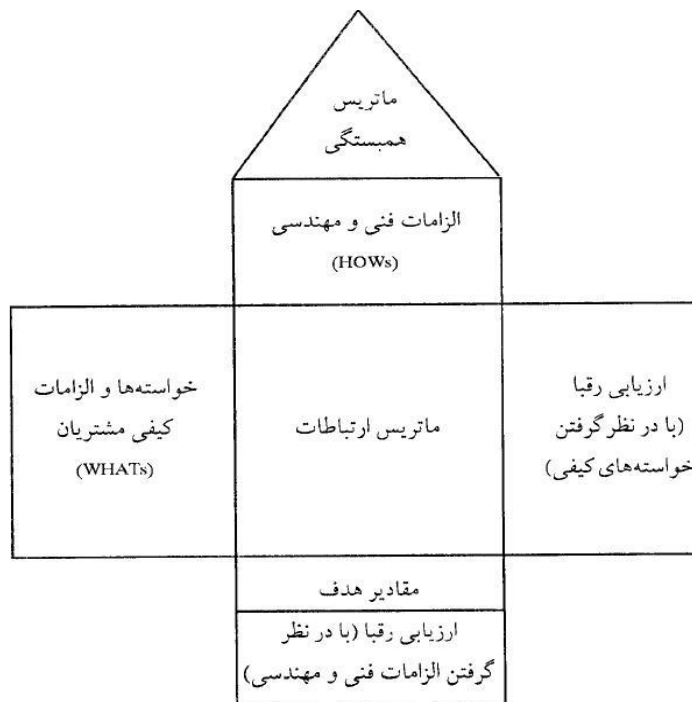 ماتریس
همبستگی
الزامات فنی و مهندسی
(HOWs)
خواسته‌ها و الزامات
کیفی مشتریان
(WHATs)
ماتریس ارتباطات
ارزیابی رقبا
(با در نظر گرفتن
خواسته‌های کیفی)
مقادیر هدف
ارزیابی رقبا (با در نظر
گرفتن الزامات فنی و مهندسی)